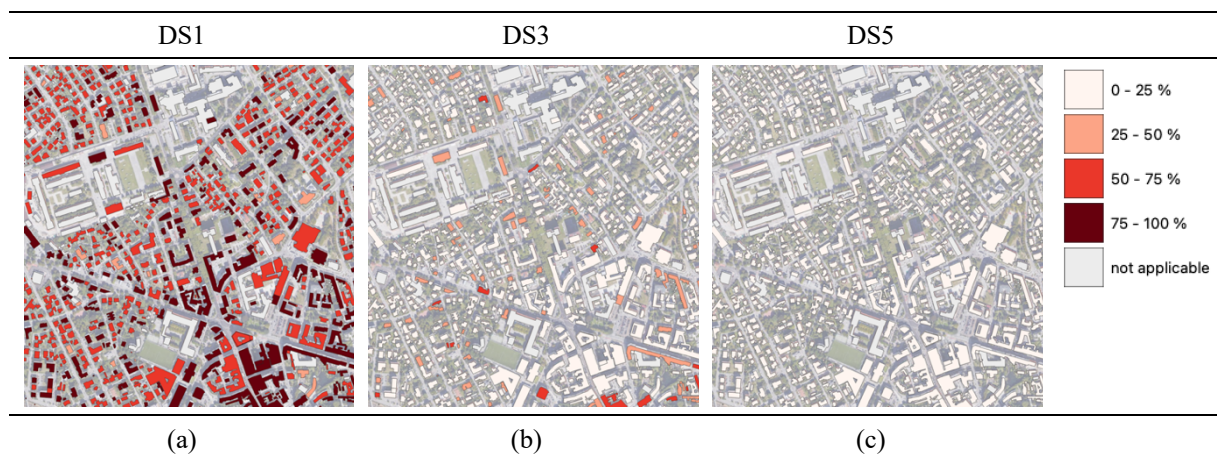 DS1 DS3 DS5
0 - 25 %
25 - 50 %
50 - 75 %
75 - 100 %
not applicable
(a) (b) (c)